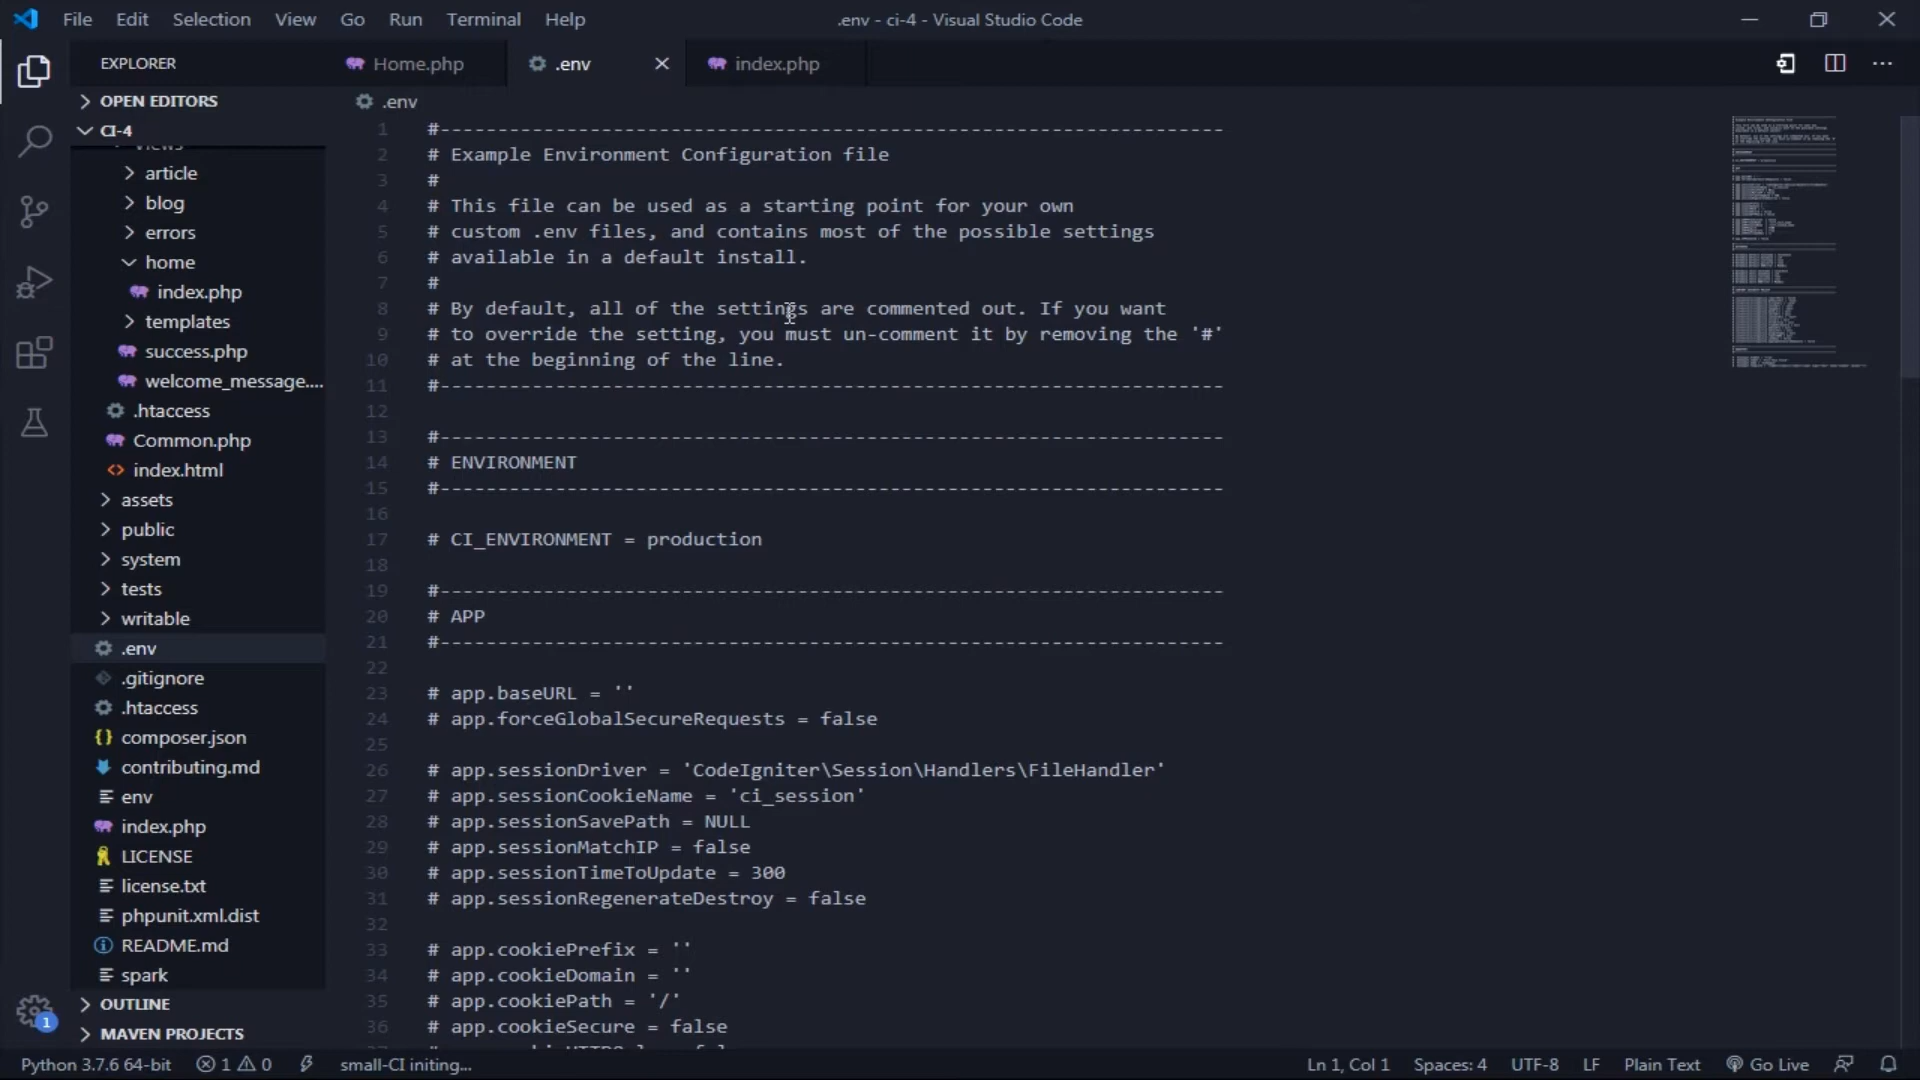 File Edit Selection View Go Run Terminal Help
.env - ci-4 - Visual Studio Code
EXPLORER
Home.php
.env
index.php
OPEN EDITORS
CI-4
article
blog
errors
home
index.php
templates
success.php
welcome_message....
.htaccess
Common.php
index.html
assets
public
system
tests
writable
.env
.gitignore
.htaccess
composer.json
contributing.md
env
index.php
LICENSE
license.txt
phpunit.xml.dist
README.md
spark
OUTLINE
MAVEN PROJECTS
.env
1 #---------------------------------------------------------------------
2 # Example Environment Configuration file
3 #
4 # This file can be used as a starting point for your own
5 # custom .env files, and contains most of the possible settings
6 # available in a default install.
7 #
8 # By default, all of the settings are commented out. If you want
9 # to override the setting, you must un-comment it by removing the '#'
10 # at the beginning of the line.
11 #--------------------------------------------------------------------
12
13 #--------------------------------------------------------------------
14 # ENVIRONMENT
15 #--------------------------------------------------------------------
16
17 # CI_ENVIRONMENT = production
18
19 #--------------------------------------------------------------------
20 # APP
21 #--------------------------------------------------------------------
22
23 # app.baseURL = ''
24 # app.forceGlobalSecureRequests = false
25
26 # app.sessionDriver = 'CodeIgniter\Session\Handlers\FileHandler'
27 # app.sessionCookieName = 'ci_session'
28 # app.sessionSavePath = NULL
29 # app.sessionMatchIP = false
30 # app.sessionTimeToUpdate = 300
31 # app.sessionRegenerateDestroy = false
32
33 # app.cookiePrefix = ''
34 # app.cookieDomain = ''
35 # app.cookiePath = '/'
36 # app.cookieSecure = false
1
Python 3.7.6 64-bit 1 0 small-CI initing... Ln 1, Col 1 Spaces: 4 UTF-8 LF Plain Text Go Live